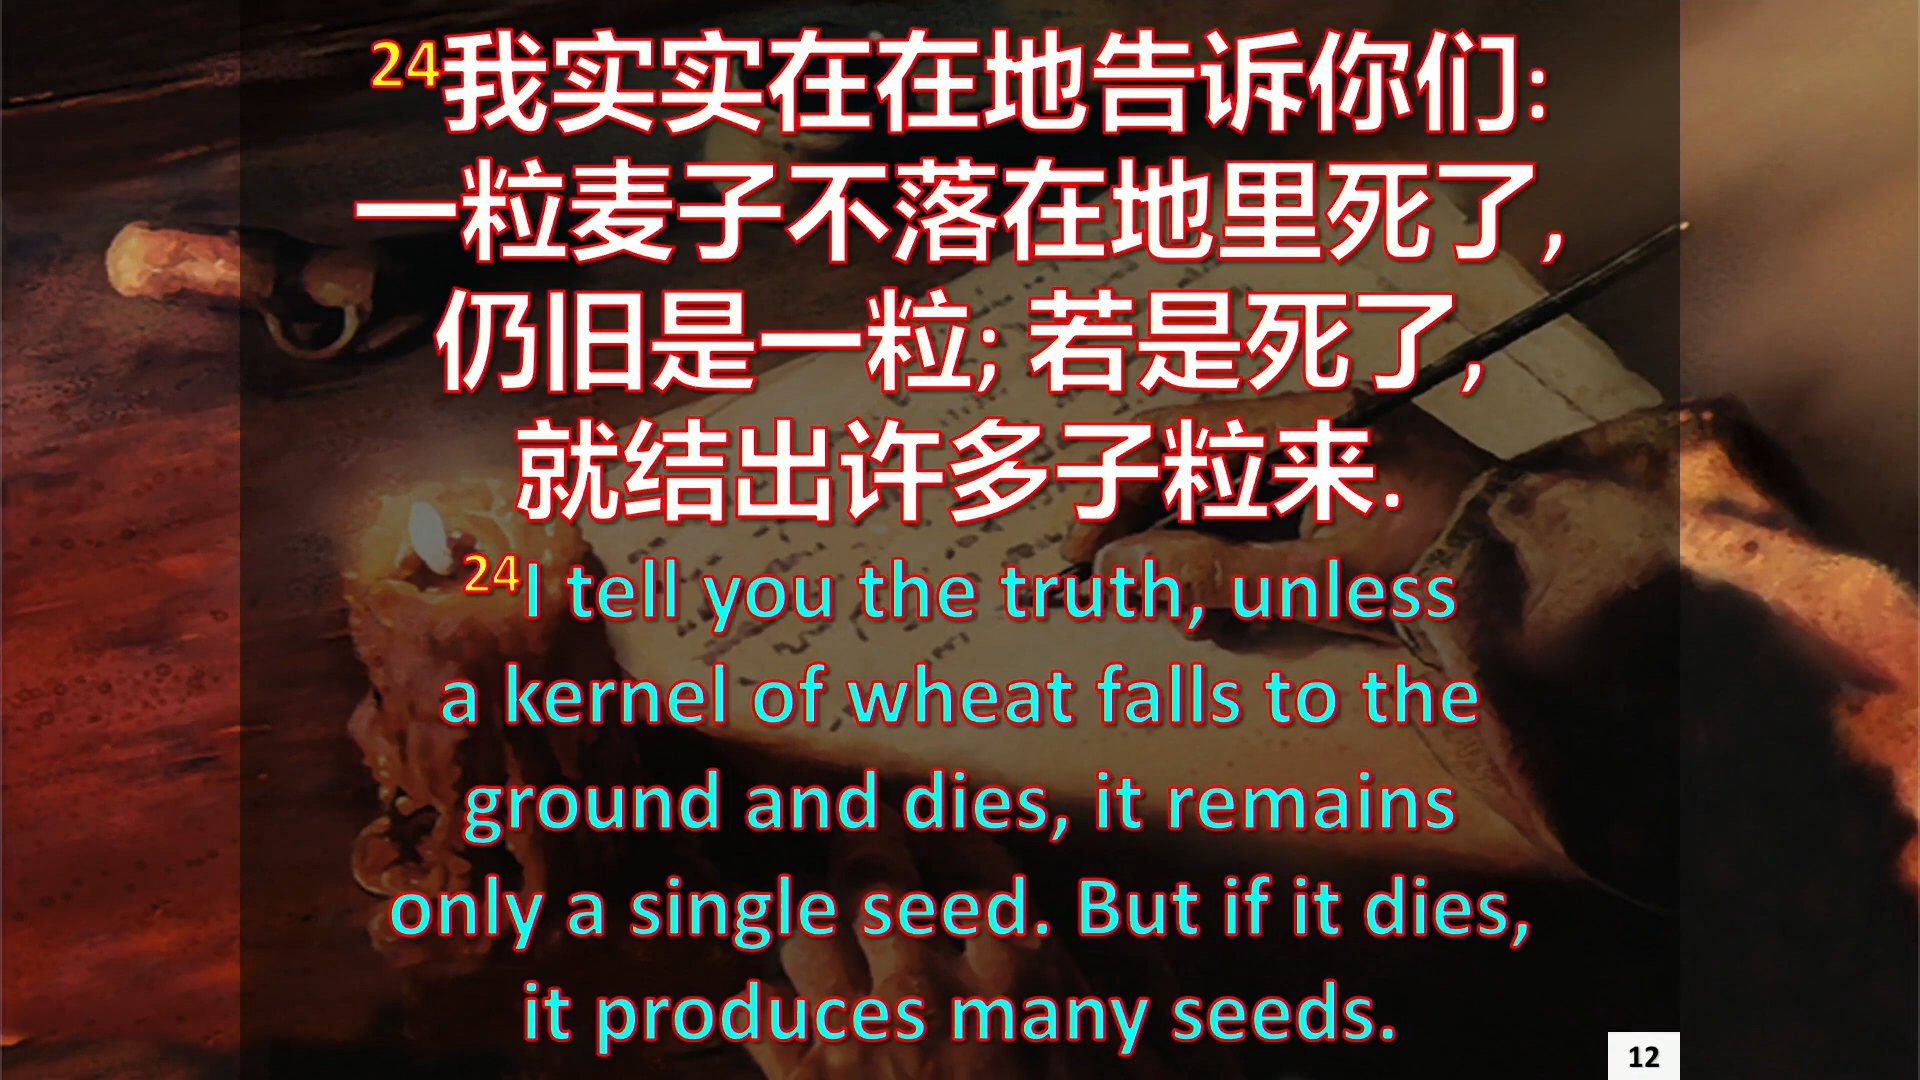 24我实实在在地告诉你们:
一粒麦子不落在地里死了,
仍旧是一粒; 若是死了,
就结出许多子粒来.
24I tell you the truth, unless
a kernel of wheat falls to the
ground and dies, it remains
only a single seed. But if it dies,
it produces many seeds.
12